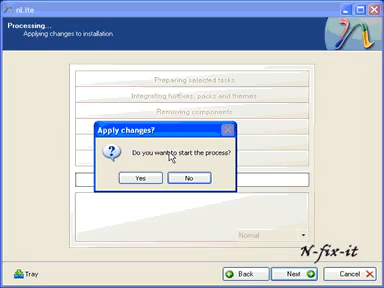 nLite
Processing...
Applying changes to installation.
Preparing selected tasks
Integrating hotfixes, packs and themes
Removing components
Apply changes?
Do you want to start the process?
Yes
No
Normal
N-fix-it
Tray
Back
Next
Cancel